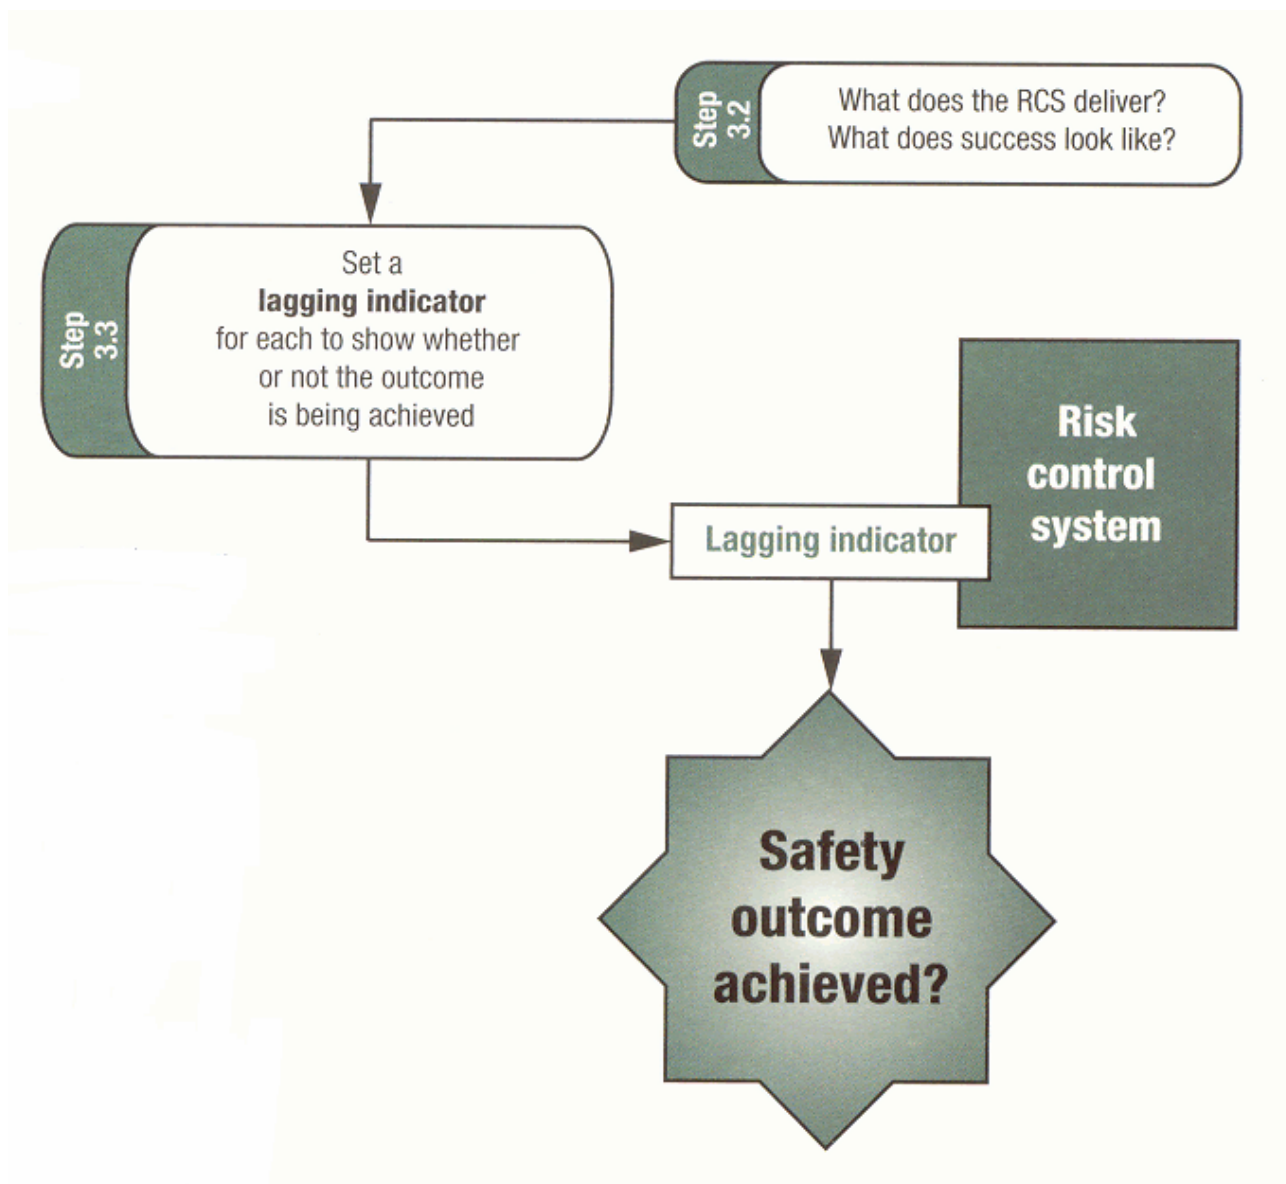 Step
3.2
What does the RCS deliver?
What does success look like?
Step
3.3
Set a
lagging indicator
for each to show whether
or not the outcome
is being achieved
Risk
control
system
Lagging indicator
Safety
outcome
achieved?